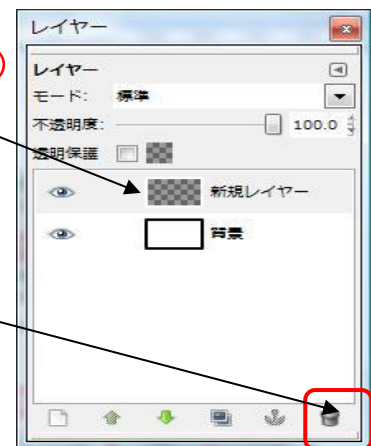 レイヤー
レイヤー
モード: 標準
不透明度: 100.0
透明保護
新規レイヤー
背景